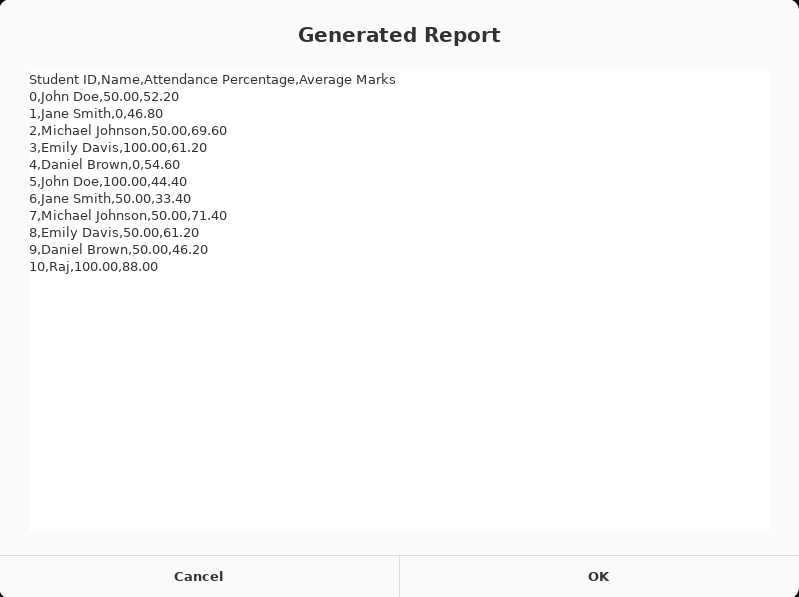 Generated Report
Student ID,Name,Attendance Percentage,Average Marks
0,John Doe,50.00,52.20
1,Jane Smith,0,46.80
2,Michael Johnson,50.00,69.60
3,Emily Davis,100.00,61.20
4,Daniel Brown,0,54.60
5,John Doe,100.00,44.40
6,Jane Smith,50.00,33.40
7,Michael Johnson,50.00,71.40
8,Emily Davis,50.00,61.20
9,Daniel Brown,50.00,46.20
10,Raj,100.00,88.00
Cancel
OK